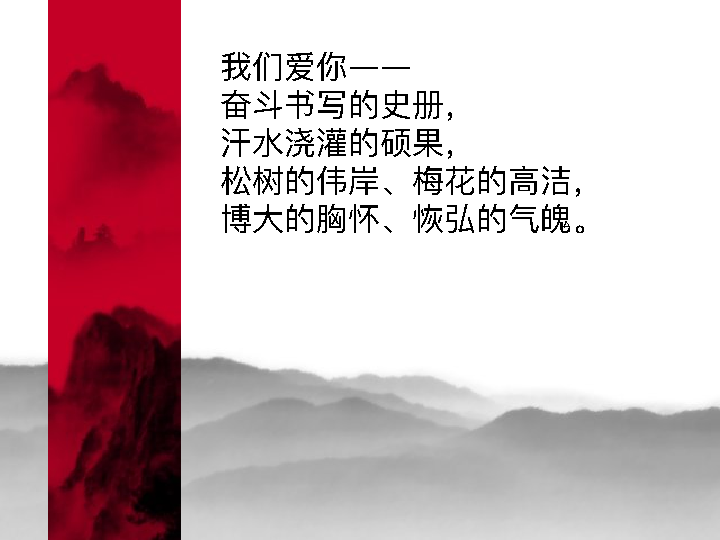 我们爱你——
奋斗书写的史册，
汗水浇灌的硕果，
松树的伟岸、梅花的高洁，
博大的胸怀、恢弘的气魄。